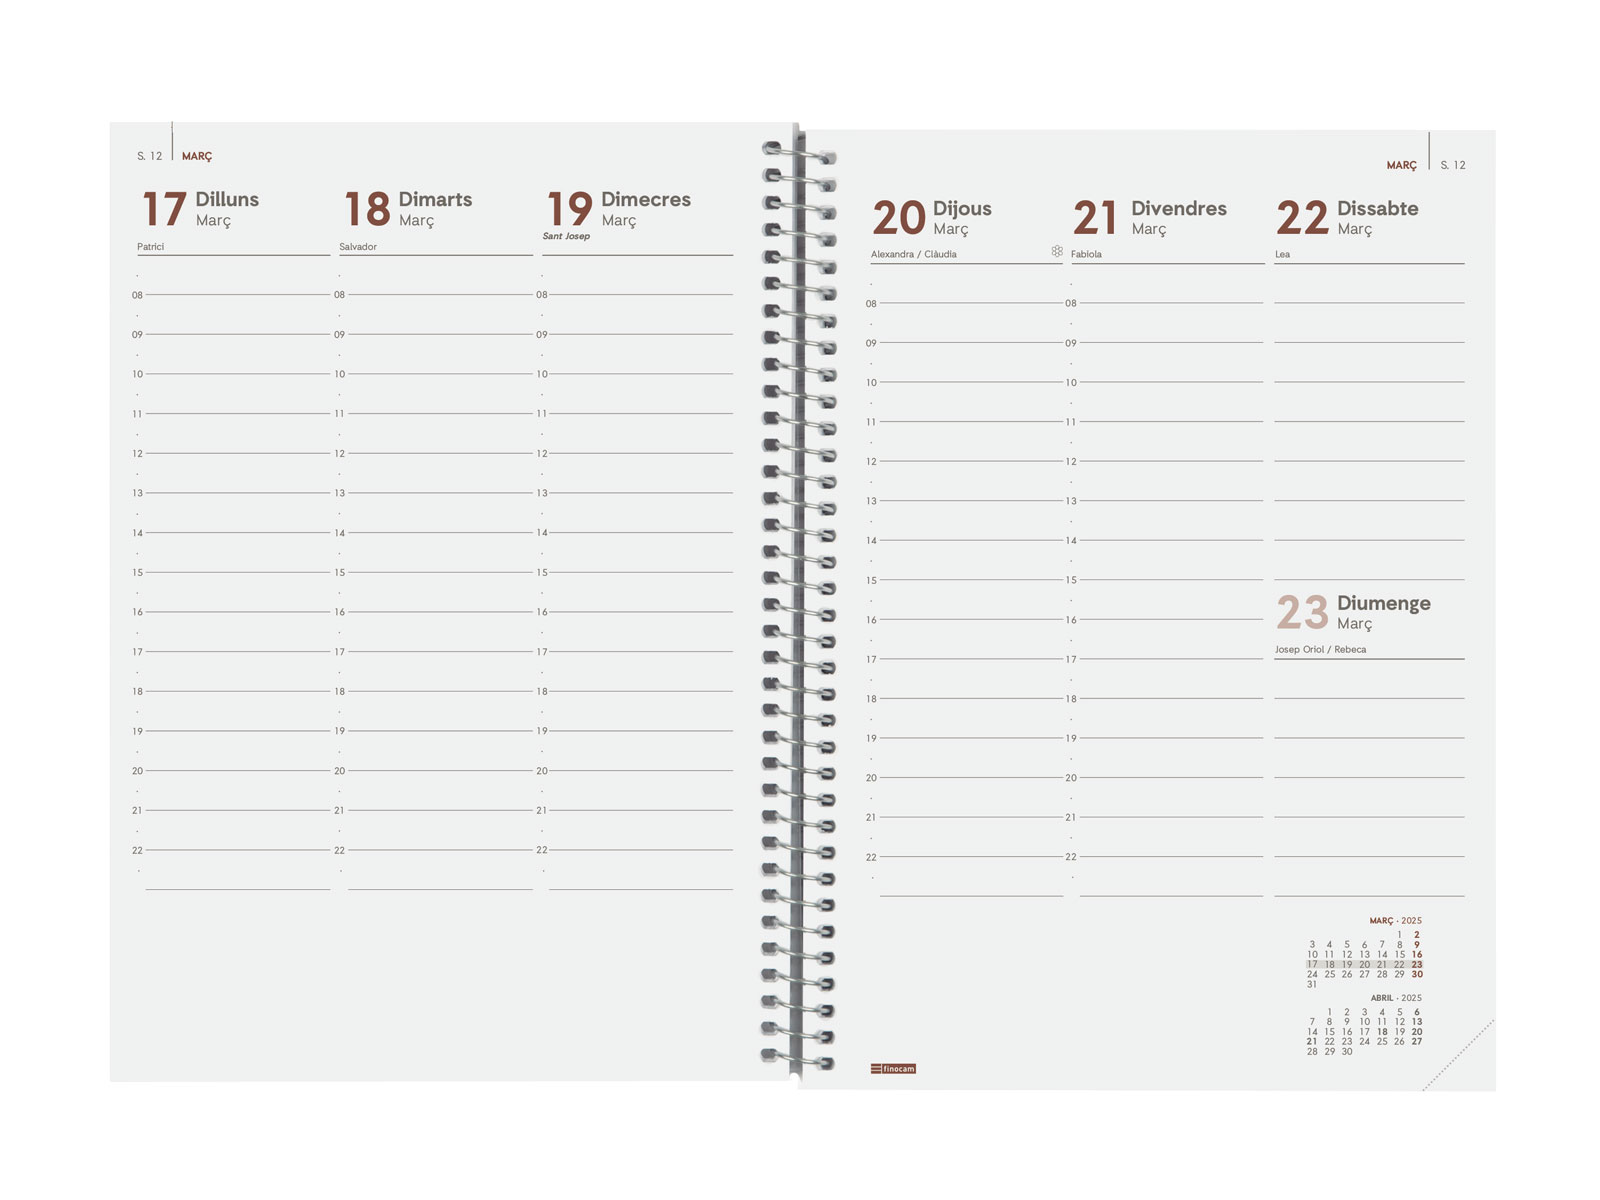 S. 12 MARÇ
17 Dilluns
Març
Patrici
08
09
10
11
12
13
14
15
16
17
18
19
20
21
22
18 Dimarts
Març
Salvador
08
09
10
11
12
13
14
15
16
17
18
19
20
21
22
19 Dimecres
Març
Sant Josep
08
09
10
11
12
13
14
15
16
17
18
19
20
21
22
MARÇ S. 12
20 Dijous
Març
Alexandra / Clàudia
08
09
10
11
12
13
14
15
16
17
18
19
20
21
22
21 Divendres
Març
Fabiola
08
09
10
11
12
13
14
15
16
17
18
19
20
21
22
22 Dissabte
Març
Lea
23 Diumenge
Març
Josep Oriol / Rebeca
MARÇ · 2025
1 2
3 4 5 6 7 8 9
10 11 12 13 14 15 16
17 18 19 20 21 22 23
24 25 26 27 28 29 30
31
ABRIL · 2025
1 2 3 4 5 6
7 8 9 10 11 12 13
14 15 16 17 18 19 20
21 22 23 24 25 26 27
28 29 30
finocam